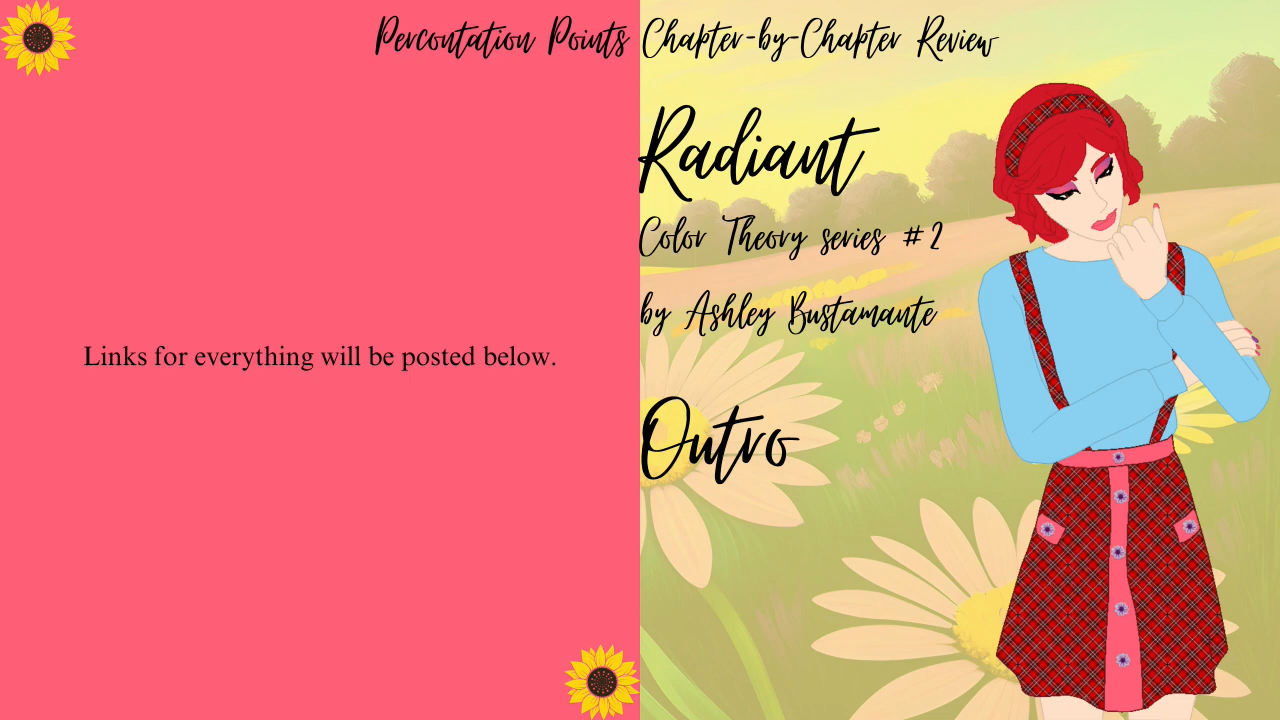 Percontation Points Chapter-by-Chapter Review
Radiant
Color Theory series #2
by Ashley Bustamante
Links for everything will be posted below.
Outro